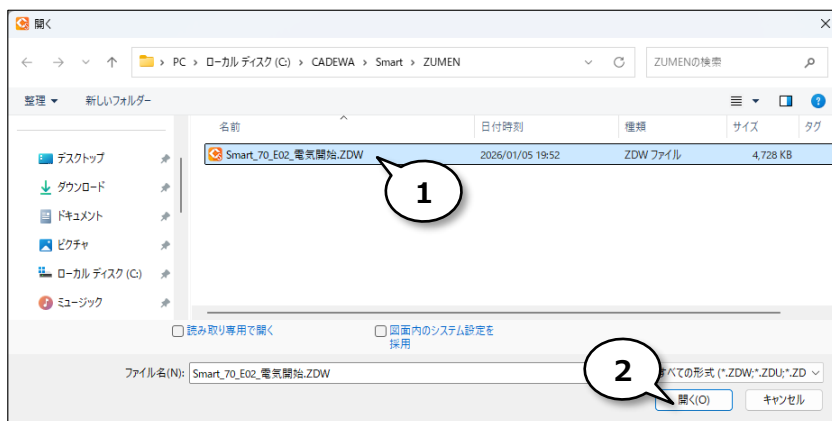 開く
PC › ローカル ディスク (C:) › CADEWA › Smart › ZUMEN
ZUMENの検索
整理 新しいフォルダー
名前 日付時刻 種類 サイズ タグ
デスクトップ
Smart_70_E02_電気開始.ZDW 2026/01/05 19:52 ZDW ファイル 4,728 KB
1
ダウンロード
ドキュメント
ピクチャ
ローカル ディスク (C:)
ミュージック
読み取り専用で開く
図面内のシステム設定を
採用
ファイル名(N): Smart_70_E02_電気開始.ZDW
2
すべての形式 (*.ZDW;*.ZDU;*.ZD
開く(O) キャンセル